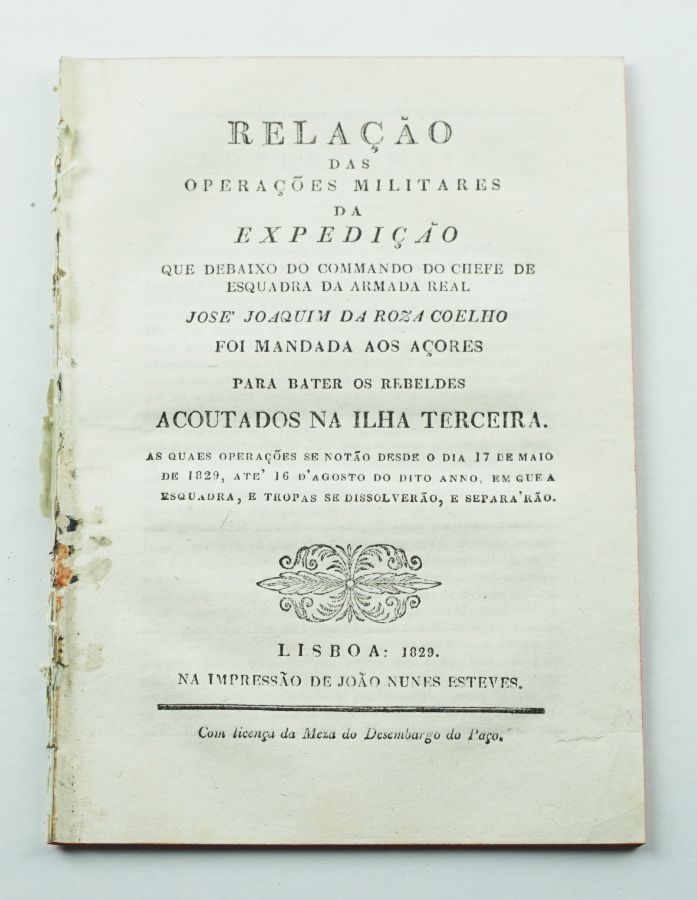 RELAÇÃO
DAS
OPERAÇÕES MILITARES
DA
EXPEDIÇÃO
QUE DEBAIXO DO COMMANDO DO CHEFE DE
ESQUADRA DA ARMADA REAL
JOSE' JOAQUIM DA ROZA COELHO
FOI MANDADA AOS AÇORES
PARA BATER OS REBELDES
ACOUTADOS NA ILHA TERCEIRA.
AS QUAES OPERAÇÕES SE NOTÃO DESDE O DIA 17 DE MAIO
DE 1829, ATE' 16 D'AGOSTO DO DITO ANNO, EM QUE A
ESQUADRA, E TROPAS SE DISSOLVERÃO, E SEPARA'RÃO.
LISBOA: 1829.
NA IMPRESSÃO DE JOÃO NUNES ESTEVES.
Com licença da Meza do Desembargo do Paço.